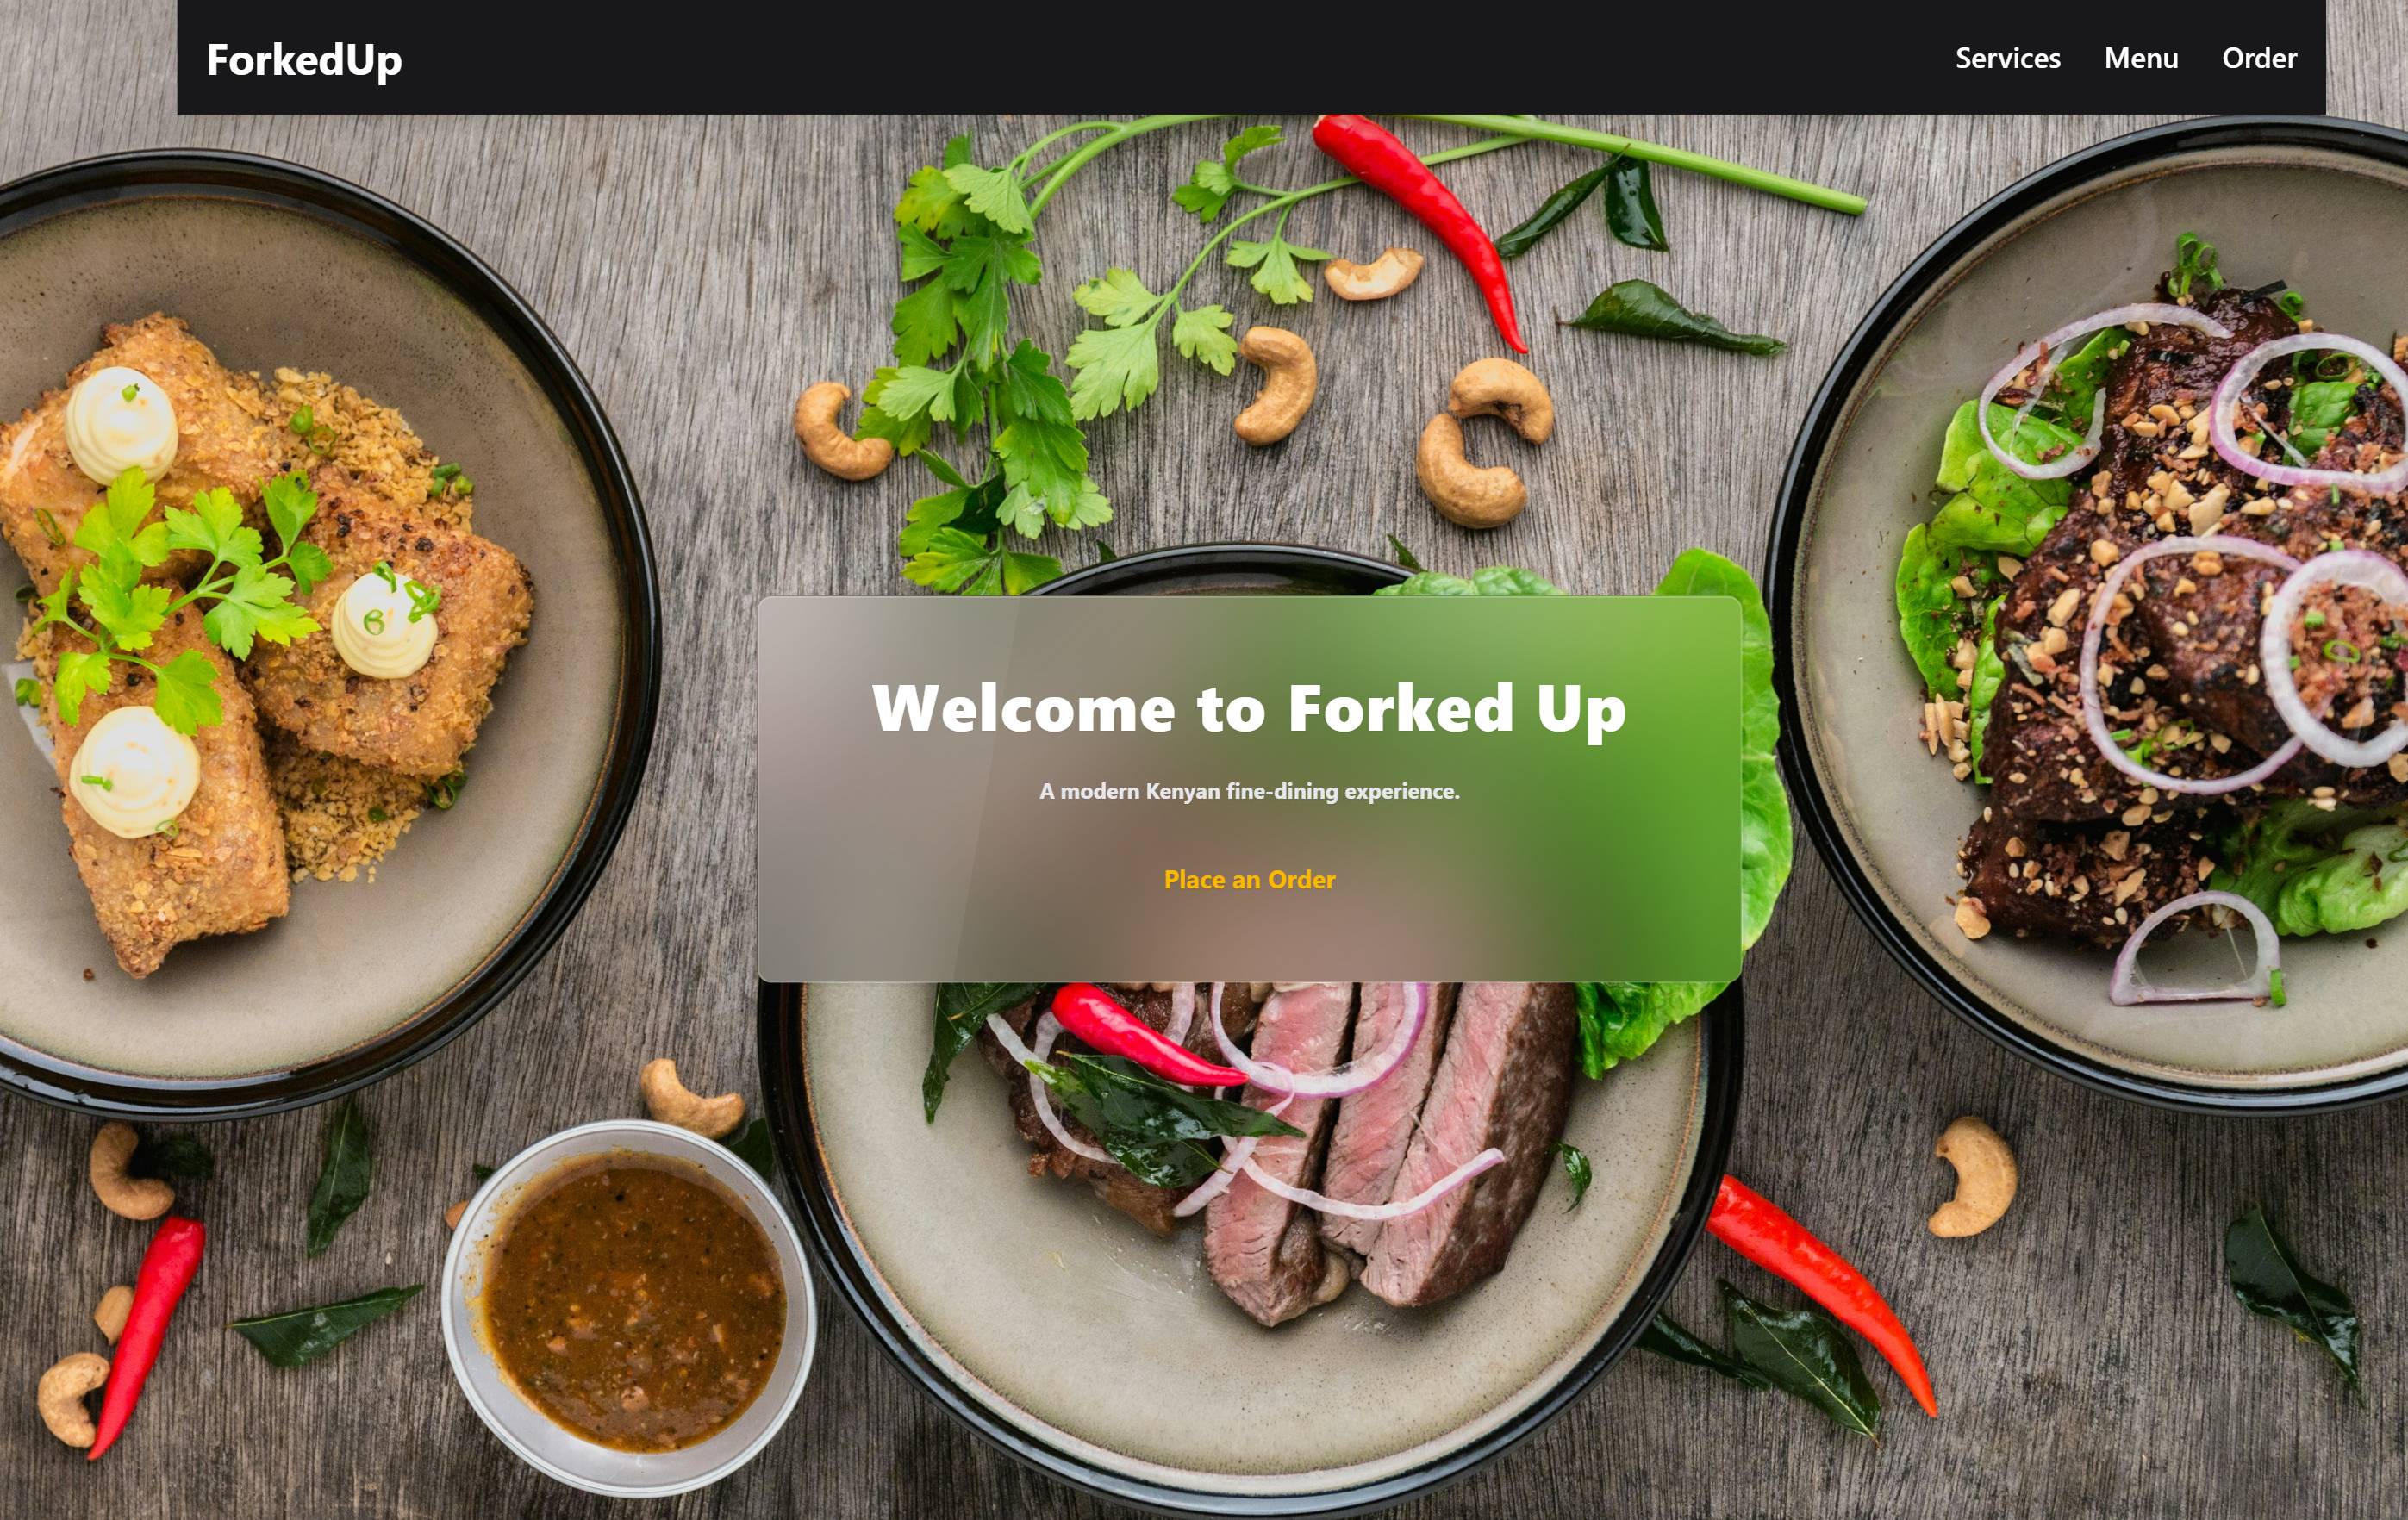 ForkedUp
Services Menu Order
Welcome to Forked Up
A modern Kenyan fine-dining experience.
Place an Order